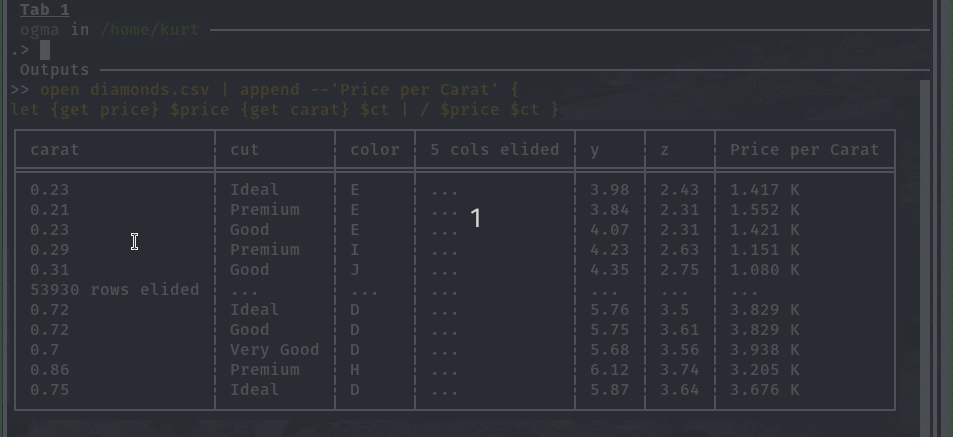 Tab 1
ogma in /home/kurt
.>
Outputs
>> open diamonds.csv | append --'Price per Carat' {
let {get price} $price {get carat} $ct | / $price $ct }
carat cut color 5 cols elided y z Price per Carat
0.23 Ideal E ... 3.98 2.43 1.417 K
0.21 Premium E ... 3.84 2.31 1.552 K
1
0.23 Good E ... 4.07 2.31 1.421 K
0.29 Premium I ... 4.23 2.63 1.151 K
0.31 Good J ... 4.35 2.75 1.080 K
53930 rows elided ... ... ... ... ... ...
0.72 Ideal D ... 5.76 3.5 3.829 K
0.72 Good D ... 5.75 3.61 3.829 K
0.7 Very Good D ... 5.68 3.56 3.938 K
0.86 Premium H ... 6.12 3.74 3.205 K
0.75 Ideal D ... 5.87 3.64 3.676 K